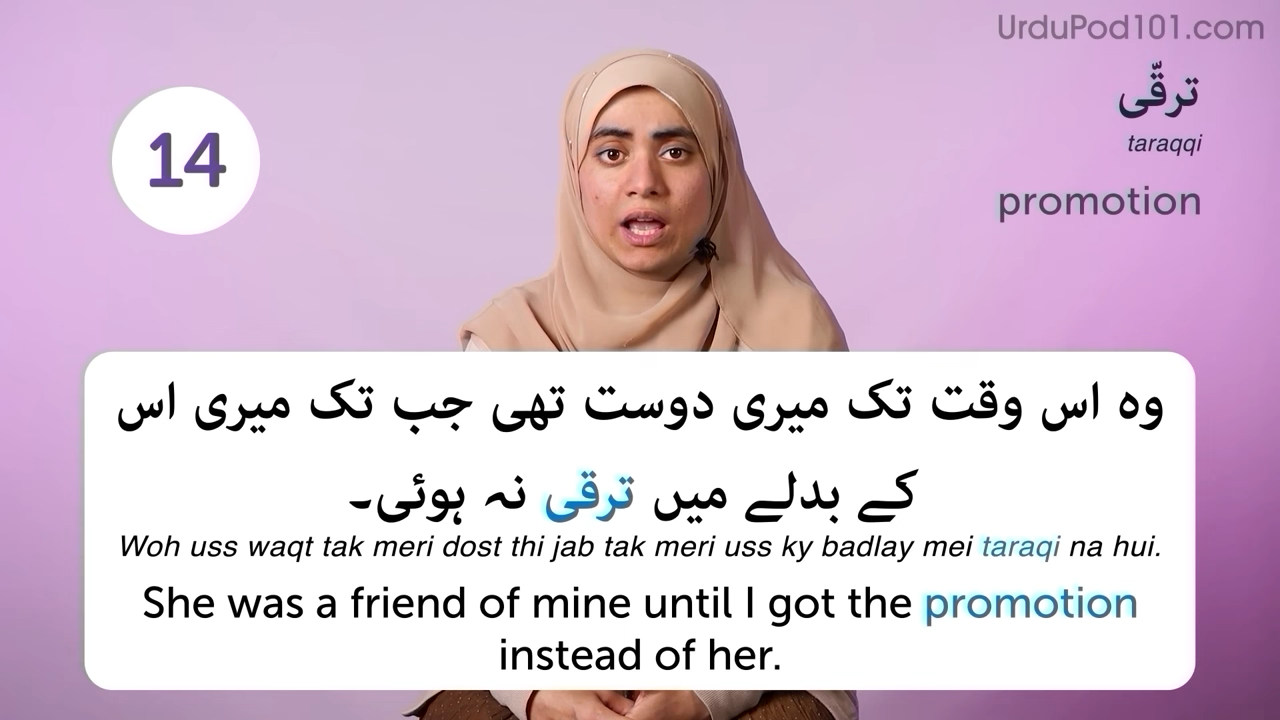 UrduPod101.com
14
ترقّی
taraqqi
promotion
وہ اس وقت تک میری دوست تھی جب تک میری اس
کے بدلے میں ترقی نہ ہوئی۔
Woh uss waqt tak meri dost thi jab tak meri uss ky badlay mei taraqi na hui.
She was a friend of mine until I got the promotion
instead of her.